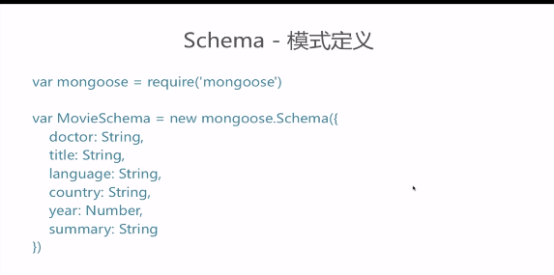 Schema - 模式定义
var mongoose = require('mongoose')
var MovieSchema = new mongoose.Schema({
doctor: String,
title: String,
language: String,
country: String,
year: Number,
summary: String
})